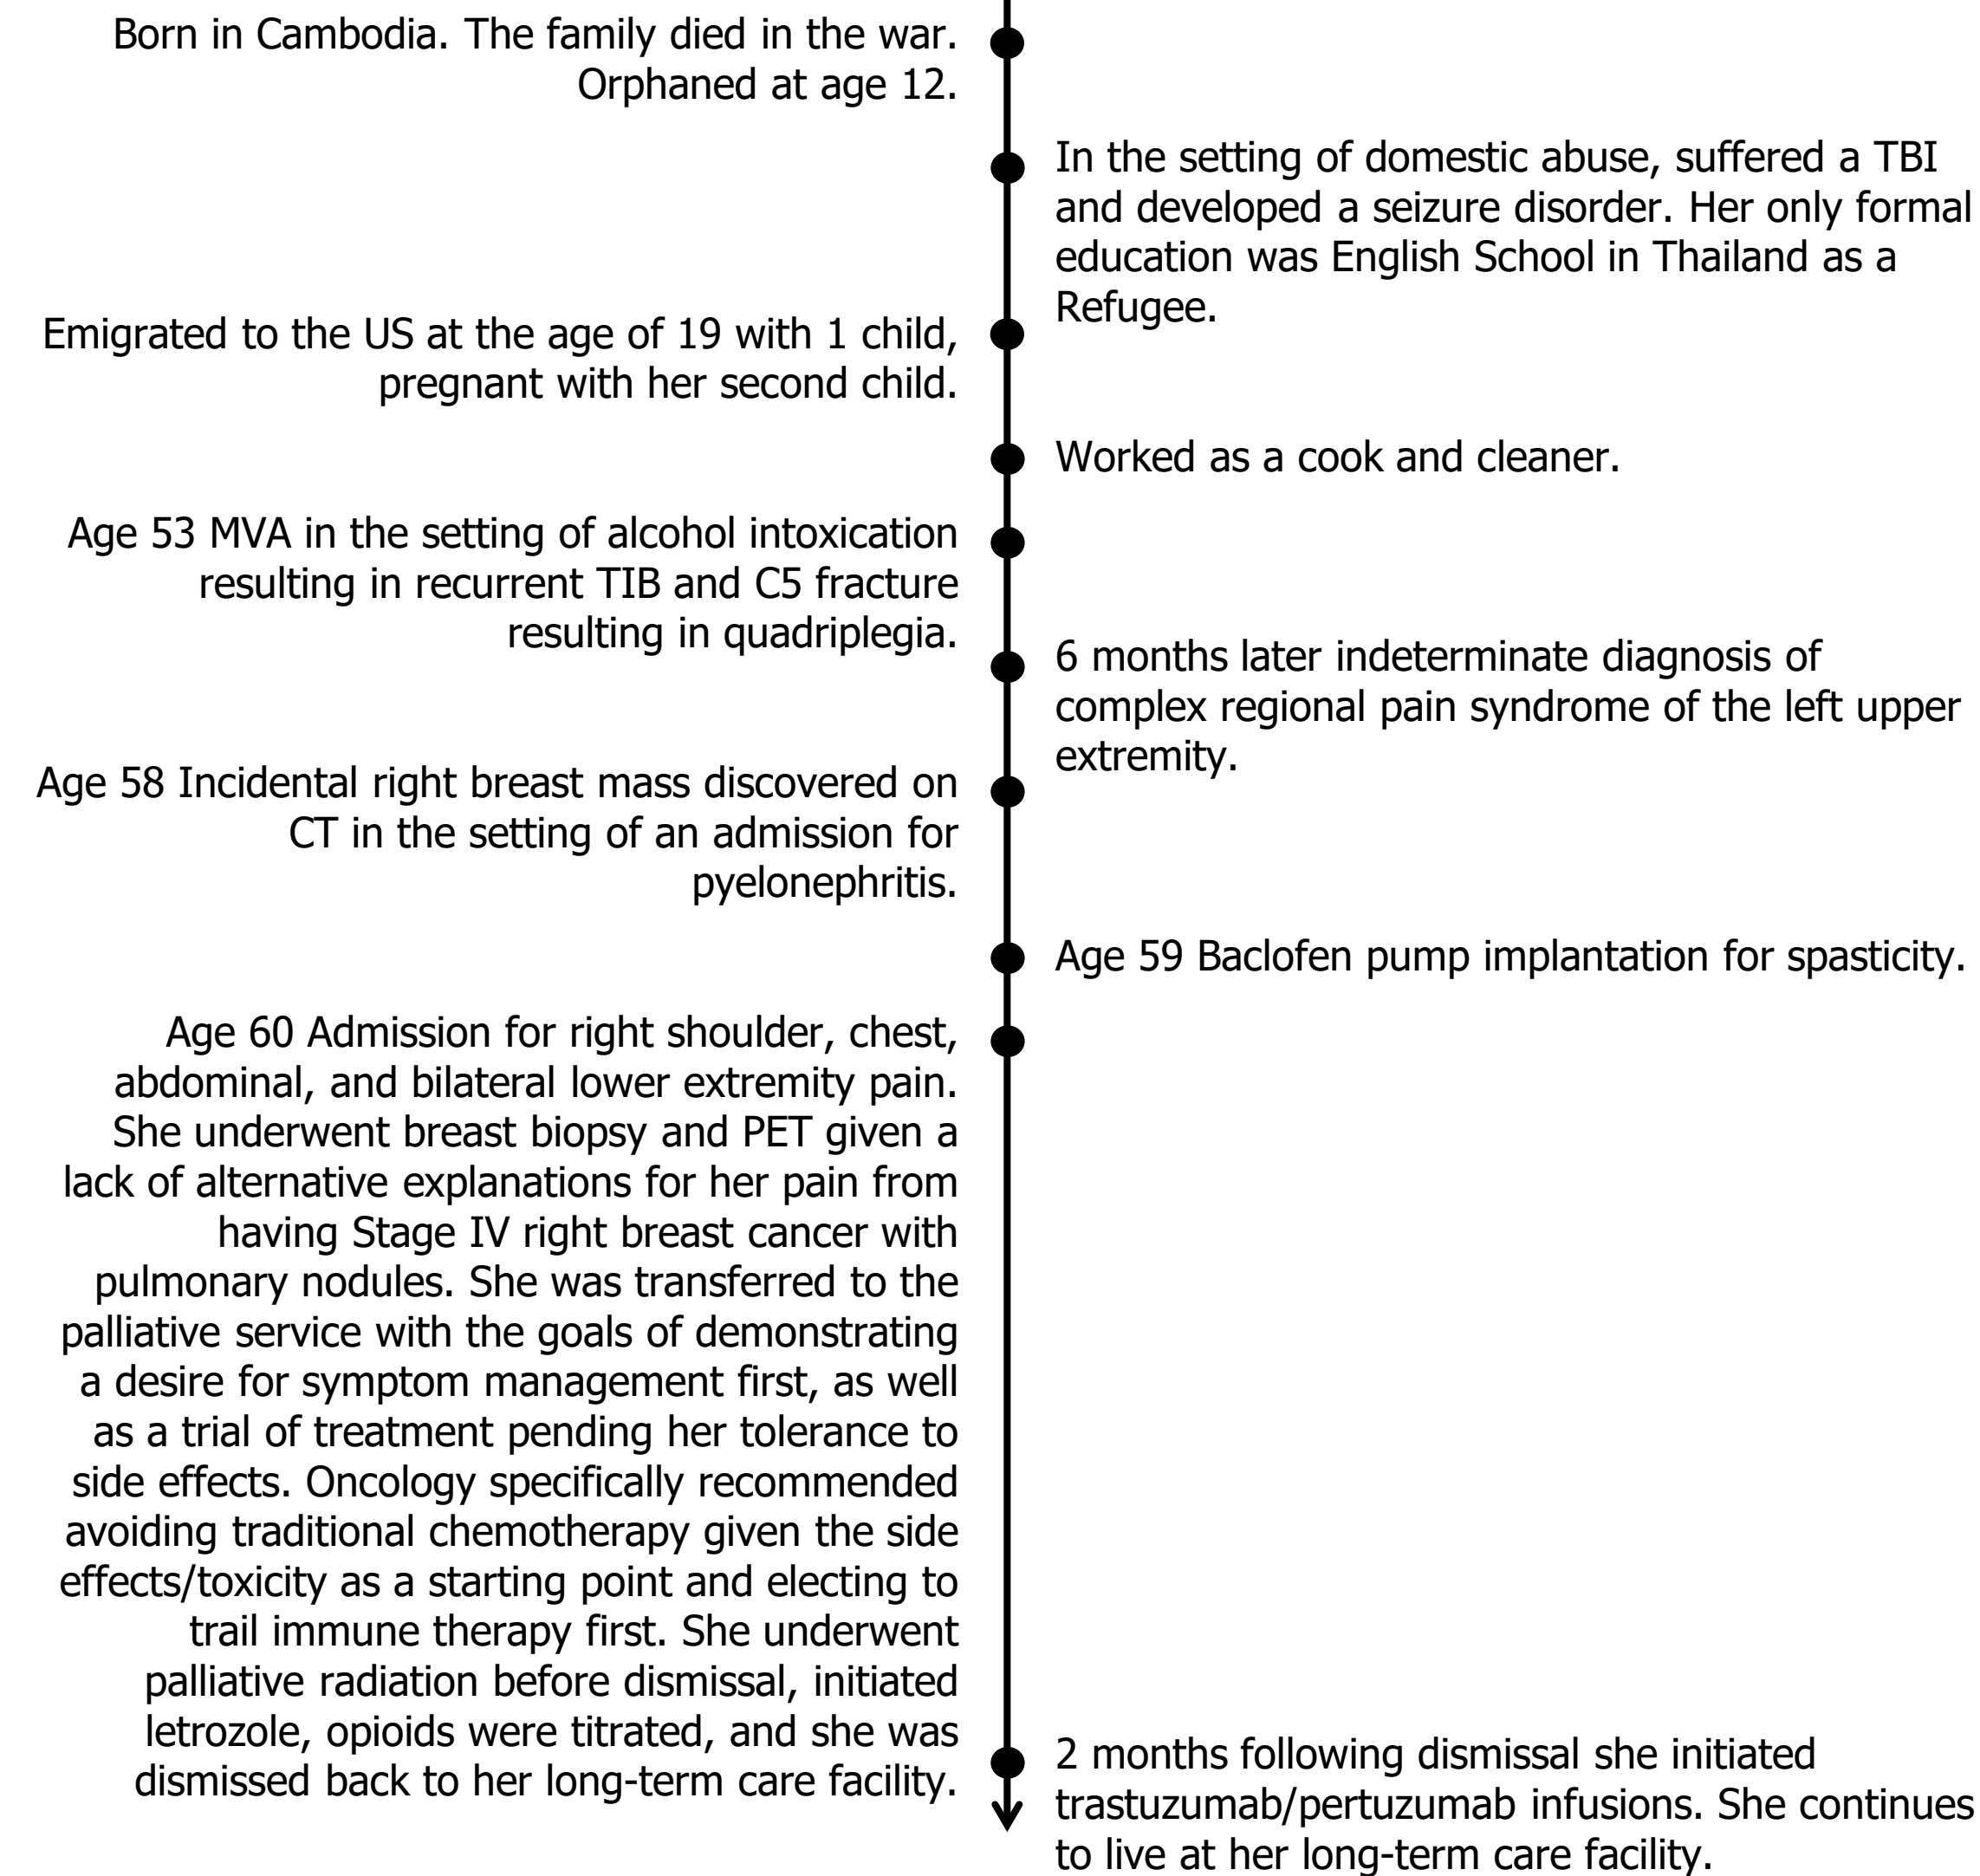 Born in Cambodia. The family died in the war.
Orphaned at age 12.
In the setting of domestic abuse, suffered a TBI
and developed a seizure disorder. Her only formal
education was English School in Thailand as a
Refugee.
Emigrated to the US at the age of 19 with 1 child,
pregnant with her second child.
Worked as a cook and cleaner.
Age 53 MVA in the setting of alcohol intoxication
resulting in recurrent TIB and C5 fracture
resulting in quadriplegia.
6 months later indeterminate diagnosis of
complex regional pain syndrome of the left upper
extremity.
Age 58 Incidental right breast mass discovered on
CT in the setting of an admission for
pyelonephritis.
Age 59 Baclofen pump implantation for spasticity.
Age 60 Admission for right shoulder, chest,
abdominal, and bilateral lower extremity pain.
She underwent breast biopsy and PET given a
lack of alternative explanations for her pain from
having Stage IV right breast cancer with
pulmonary nodules. She was transferred to the
palliative service with the goals of demonstrating
a desire for symptom management first, as well
as a trial of treatment pending her tolerance to
side effects. Oncology specifically recommended
avoiding traditional chemotherapy given the side
effects/toxicity as a starting point and electing to
trail immune therapy first. She underwent
palliative radiation before dismissal, initiated
letrozole, opioids were titrated, and she was
dismissed back to her long-term care facility.
2 months following dismissal she initiated
trastuzumab/pertuzumab infusions. She continues
to live at her long-term care facility.